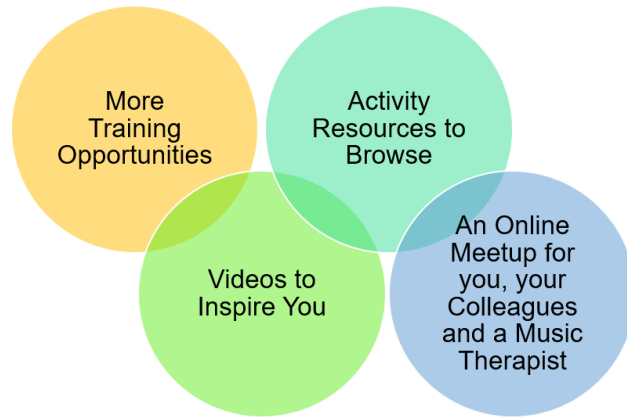 More
Training
Opportunities
Activity
Resources to
Browse
Videos to
Inspire You
An Online
Meetup for
you, your
Colleagues
and a Music
Therapist